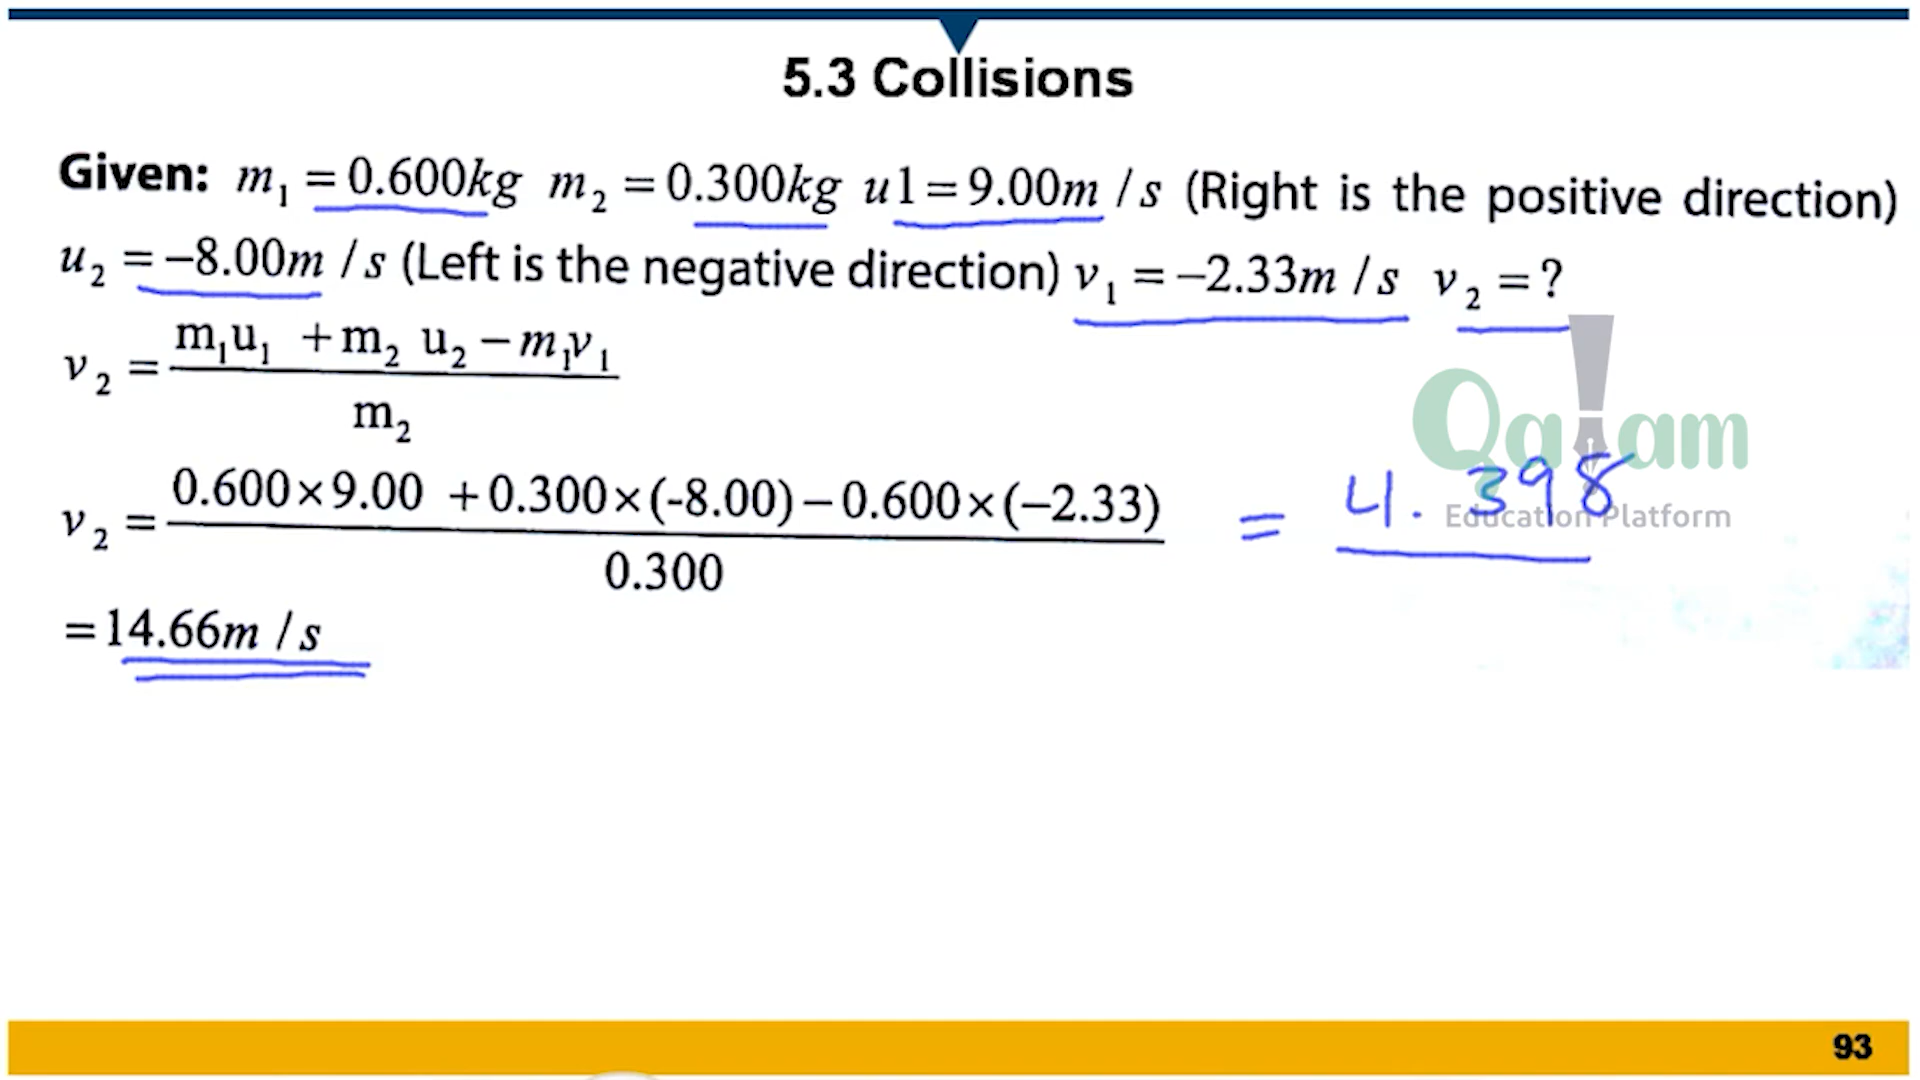 5.3 Collisions
Given: m₁ = 0.600kg m₂ = 0.300kg u1 = 9.00m / s (Right is the positive direction)
u₂ = −8.00m / s (Left is the negative direction) v₁ = −2.33m / s v₂ = ?
v₂ = (m₁u₁ + m₂ u₂ − m₁v₁) / m₂
v₂ = (0.600×9.00 + 0.300×(-8.00) − 0.600×(−2.33)) / 0.300 = 4.398
= 14.66m / s
Qalam
Education Platform
93